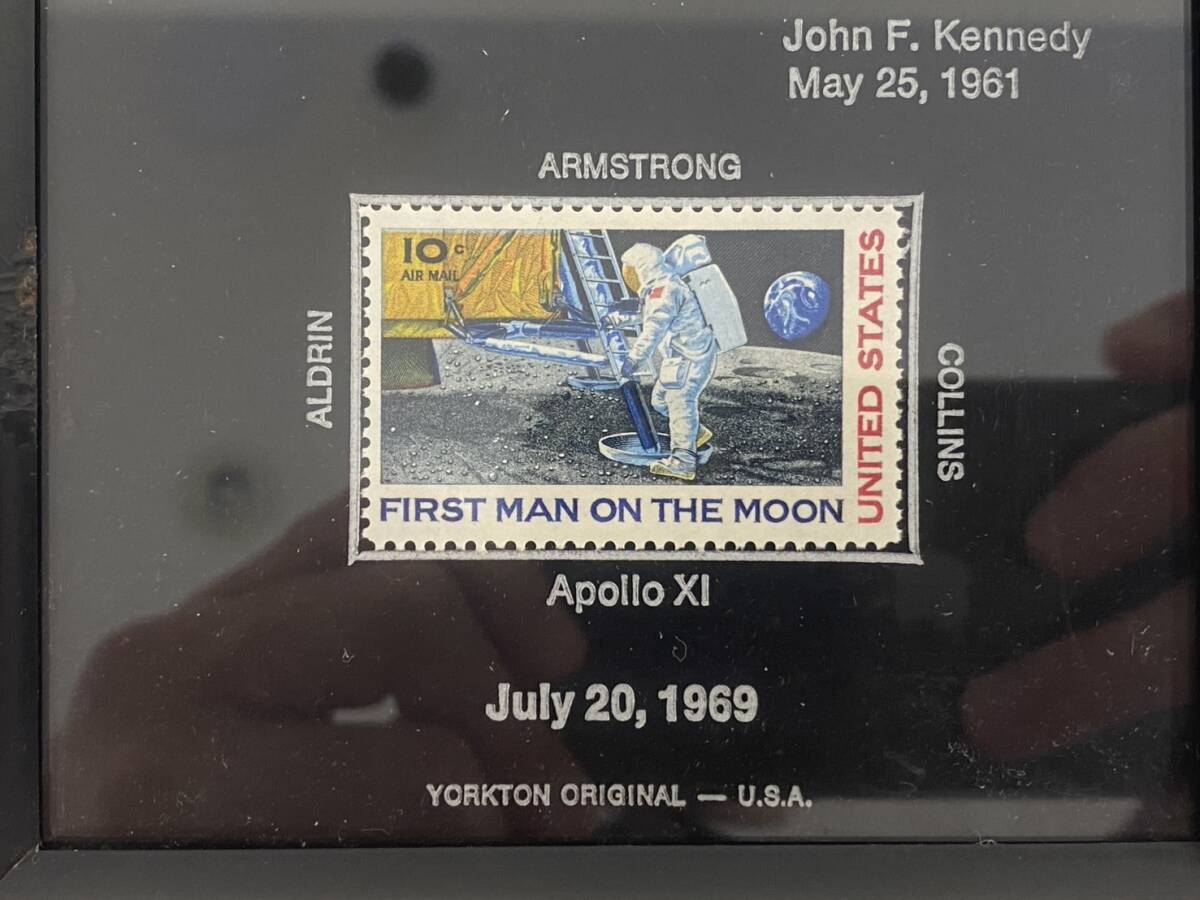 John F. Kennedy
May 25, 1961
ARMSTRONG
ALDRIN
10c
AIR MAIL
UNITED STATES
FIRST MAN ON THE MOON
COLLINS
Apollo XI
July 20, 1969
YORKTON ORIGINAL — U.S.A.